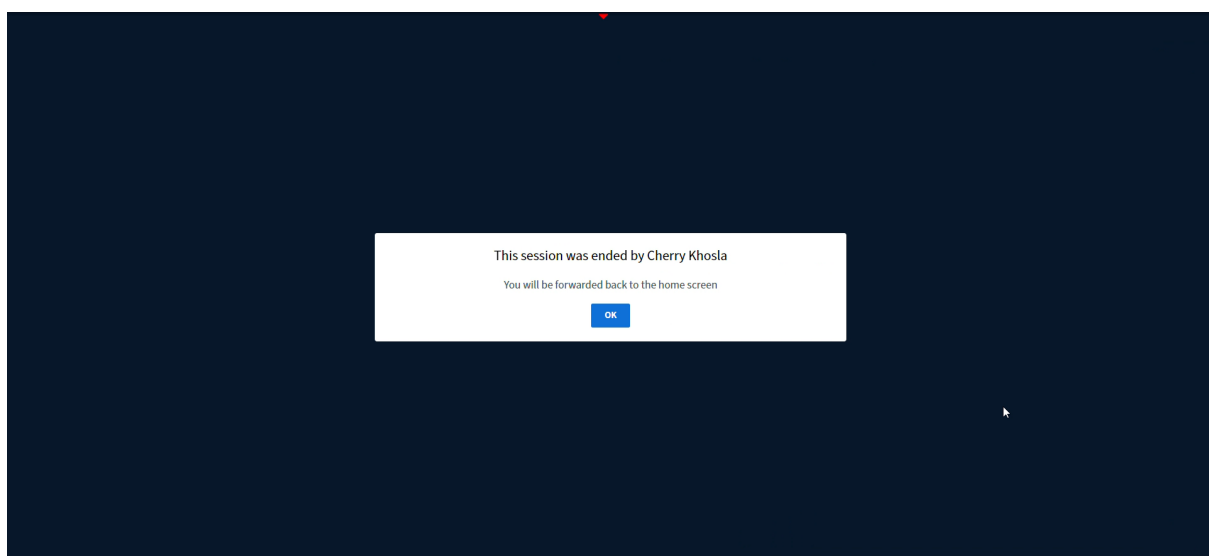 This session was ended by Cherry Khosla
You will be forwarded back to the home screen
OK